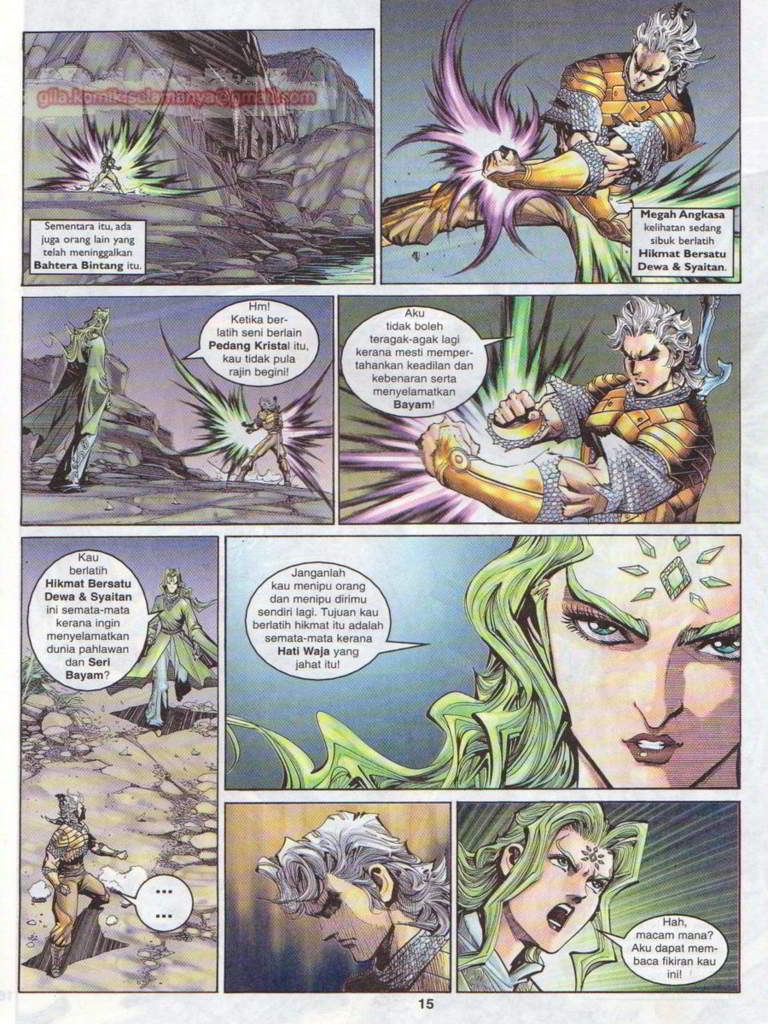 gila.komik-selamanya@gmail.com
Sementara itu, ada
juga orang lain yang
telah meninggalkan
Bahtera Bintang itu.
Megah Angkasa
kelihatan sedang
sibuk berlatih
Hikmat Bersatu
Dewa & Syaitan.
Hm!
Ketika ber-
latih seni berlain
Pedang Kristal itu,
kau tidak pula
rajin begini!
Aku
tidak boleh
teragak-agak lagi
kerana mesti memper-
tahankan keadilan dan
kebenaran serta
menyelamatkan
Bayam!
Kau
berlatih
Hikmat Bersatu
Dewa & Syaitan
ini semata-mata
kerana ingin
menyelamatkan
dunia pahlawan
dan Seri
Bayam?
...
...
Janganlah
kau menipu orang
dan menipu dirimu
sendiri lagi. Tujuan kau
berlatih hikmat itu adalah
semata-mata kerana
Hati Waja yang
jahat itu!
Hah,
macam mana?
Aku dapat mem-
baca fikiran kau
ini!
15